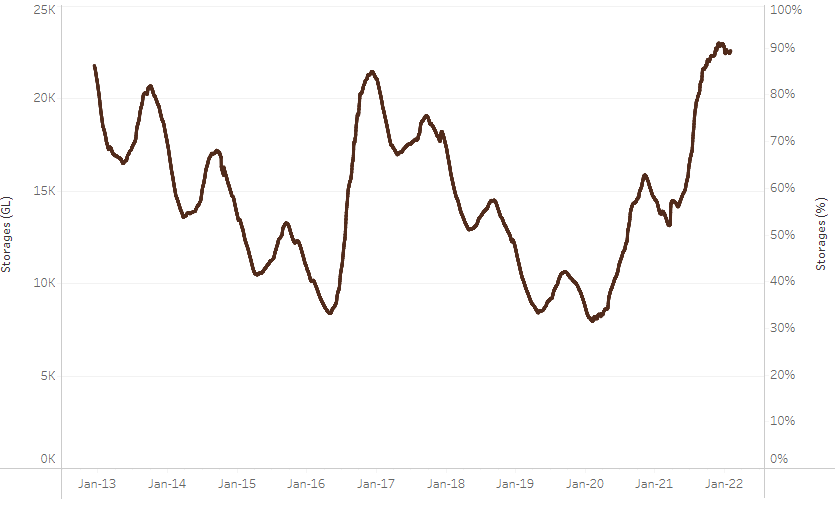 25K
20K
15K
10K
5K
0K
Storages (GL)
100%
90%
80%
70%
60%
50%
40%
30%
20%
10%
0%
Storages (%)
Jan-13 Jan-14 Jan-15 Jan-16 Jan-17 Jan-18 Jan-19 Jan-20 Jan-21 Jan-22